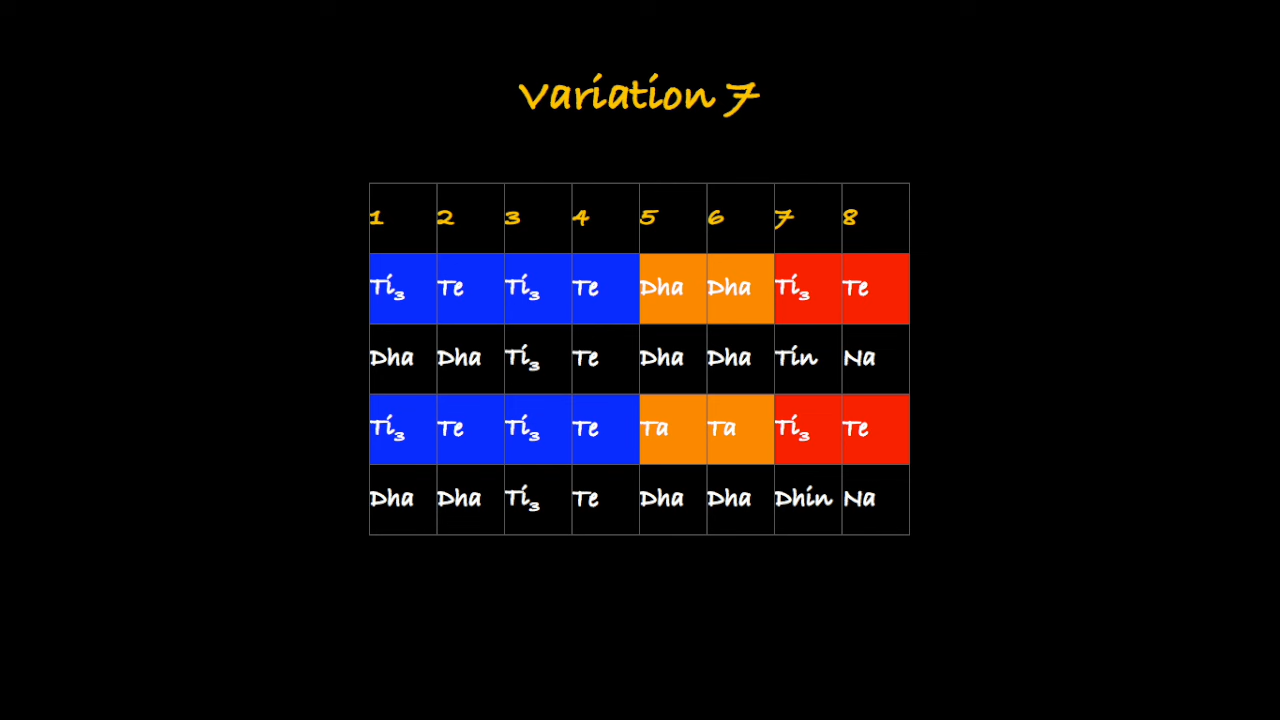 Variation 7
1 2 3 4 5 6 7 8
Ti₃ Te Ti₃ Te Dha Dha Ti₃ Te
Dha Dha Ti₃ Te Dha Dha Tin Na
Ti₃ Te Ti₃ Te Ta Ta Ti₃ Te
Dha Dha Ti₃ Te Dha Dha Dhin Na